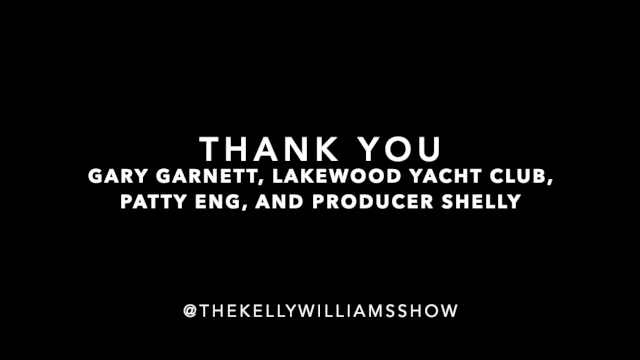 THANK YOU
GARY GARNETT, LAKEWOOD YACHT CLUB,
PATTY ENG, AND PRODUCER SHELLY
@THEKELLYWILLIAMSSHOW